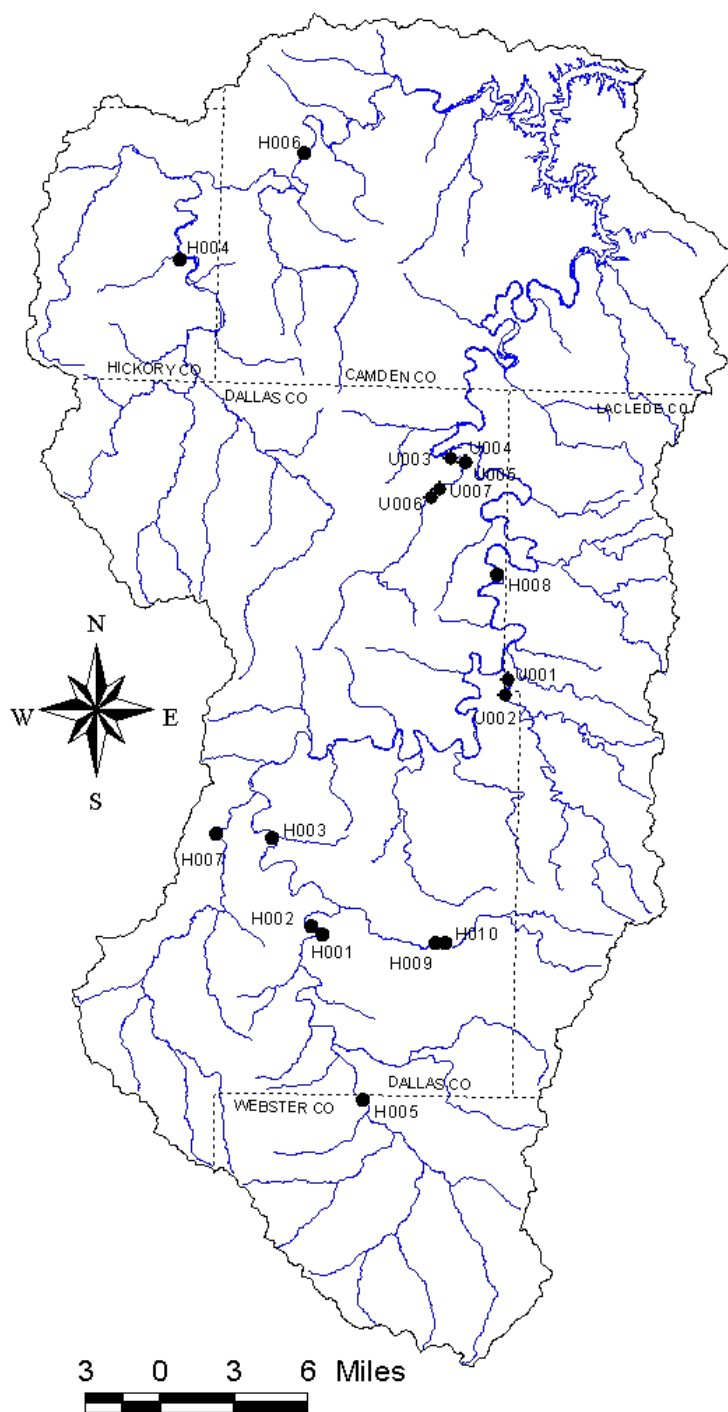 H006
H004
HICKORY CO
CAMDEN CO
DALLAS CO
LACLEDE CO
U004
U003
U005
U007
U006
H008
N
W E
S
U001
U002
H003
H007
H002
H001
H010
H009
DALLAS CO
WEBSTER CO
H005
3 0 3 6 Miles